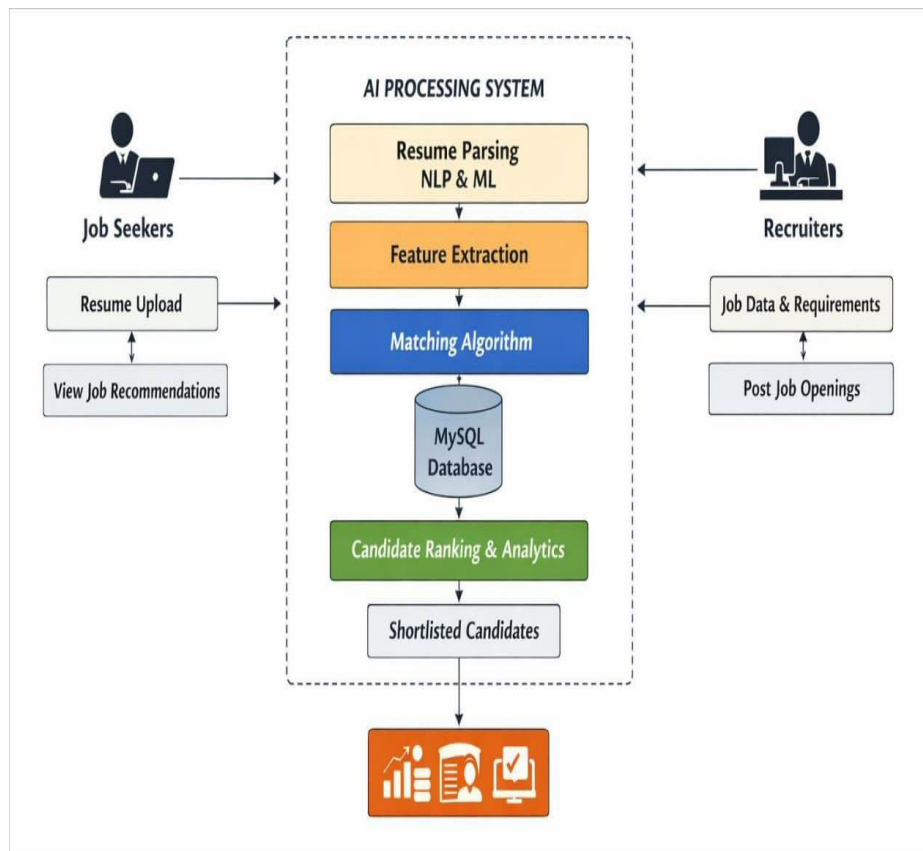 AI PROCESSING SYSTEM
Resume Parsing
NLP & ML
Job Seekers
Recruiters
Feature Extraction
Resume Upload
Job Data & Requirements
Matching Algorithm
View Job Recommendations
Post Job Openings
MySQL
Database
Candidate Ranking & Analytics
Shortlisted Candidates